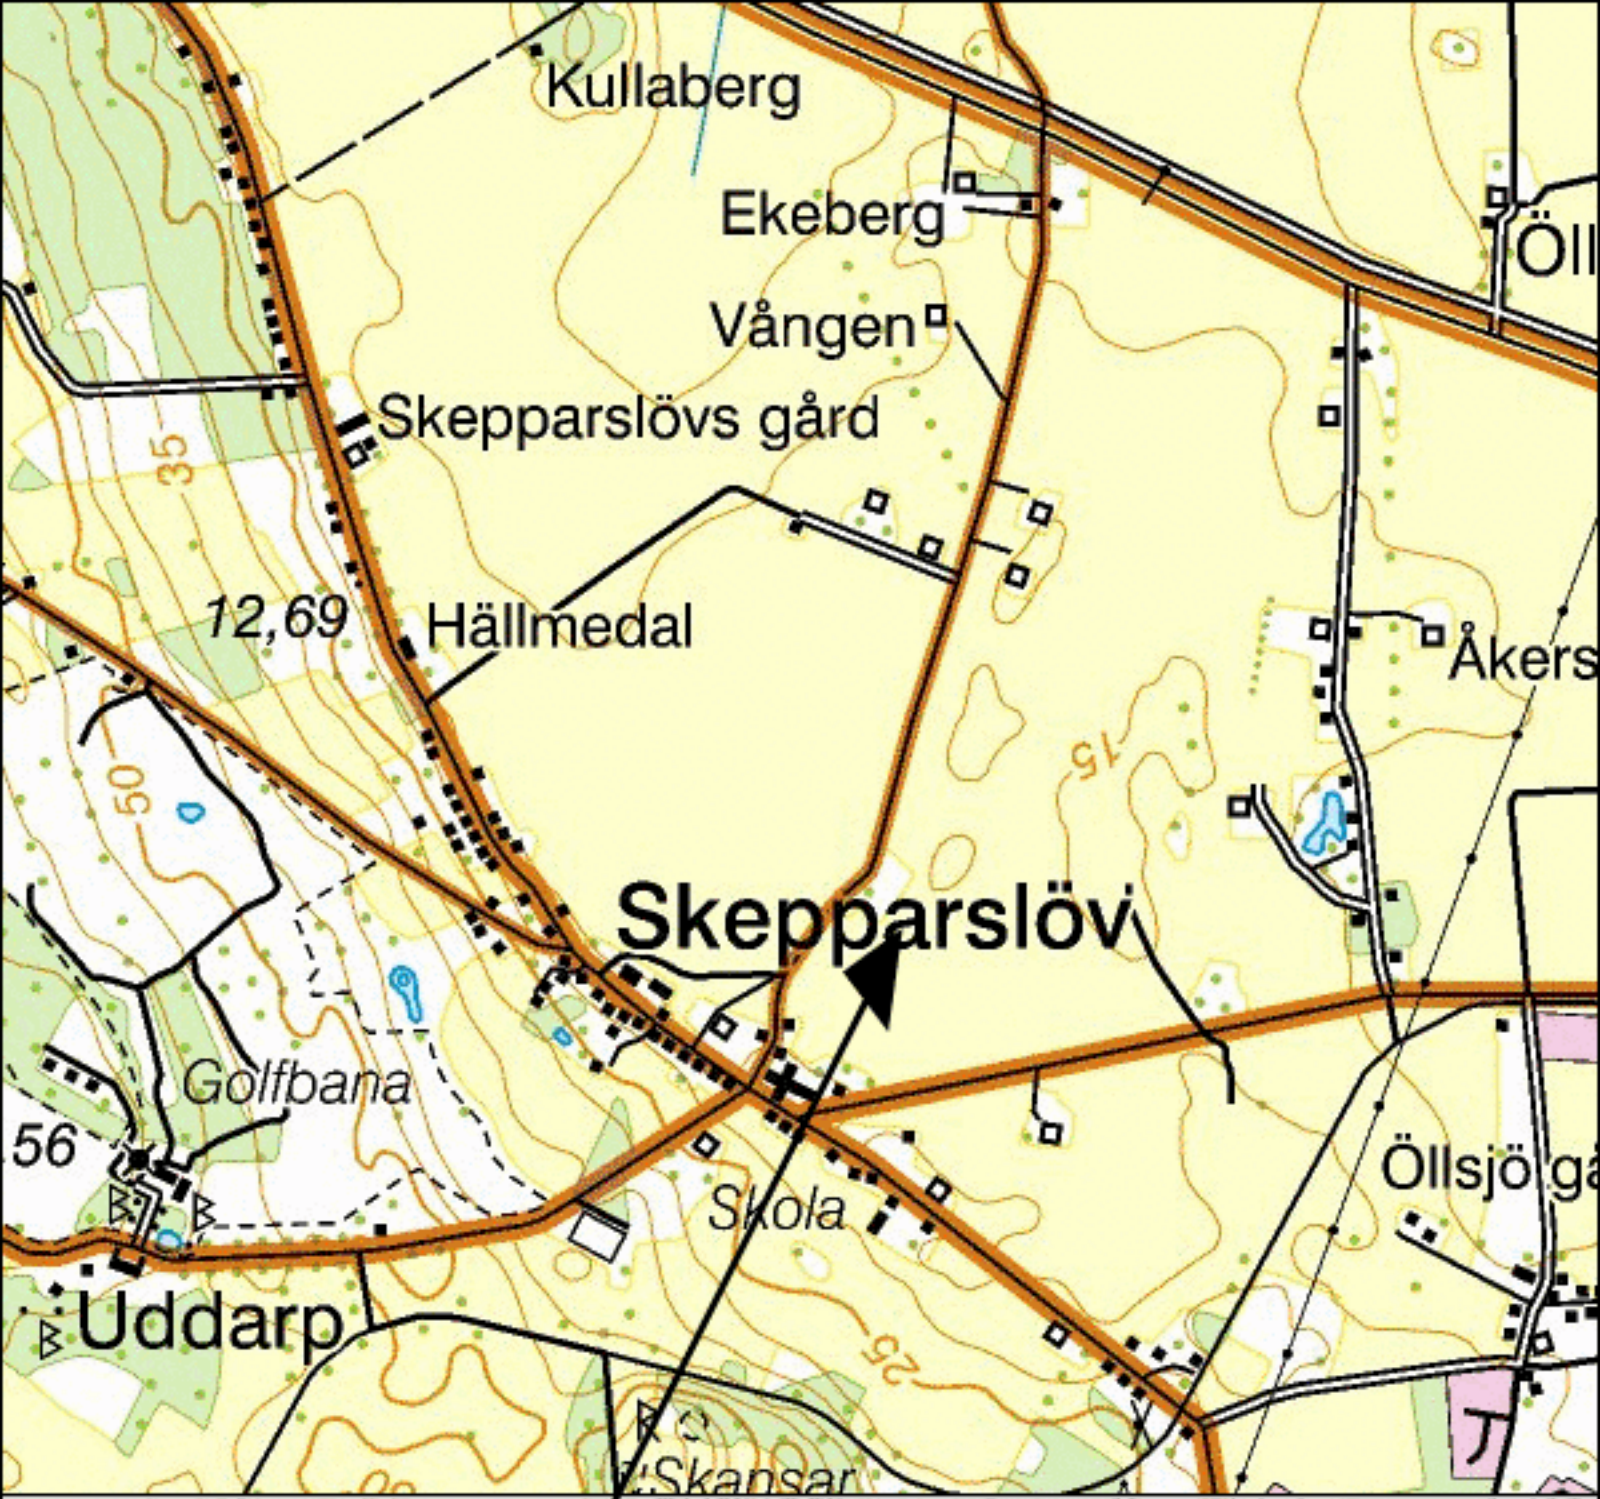 Kullaberg
Ekeberg
Öll
Vången
Skepparslövs gård
35
12,69
Hällmedal
Åkers
15
50
Skepparslöv
Golfbana
56
Öllsjö gå
Skola
Uddarp
25
Skansar